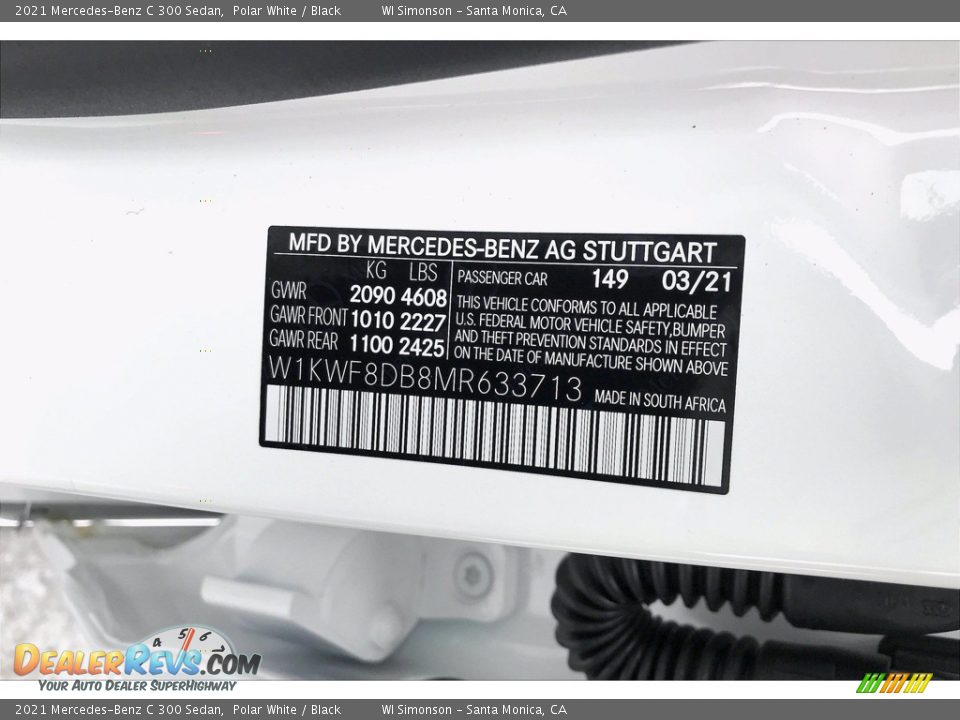 2021 Mercedes-Benz C 300 Sedan, Polar White / Black WI Simonson - Santa Monica, CA
MFD BY MERCEDES-BENZ AG STUTTGART
KG LBS
GVWR 2090 4608
GAWR FRONT 1010 2227
GAWR REAR 1100 2425
PASSENGER CAR 149 03/21
THIS VEHICLE CONFORMS TO ALL APPLICABLE
U.S. FEDERAL MOTOR VEHICLE SAFETY,BUMPER
AND THEFT PREVENTION STANDARDS IN EFFECT
ON THE DATE OF MANUFACTURE SHOWN ABOVE
W1KWF8DB8MR633713 MADE IN SOUTH AFRICA
4 5 6 7
DEALERREVS.COM
YOUR AUTO DEALER SUPERHIGHWAY
2021 Mercedes-Benz C 300 Sedan, Polar White / Black WI Simonson - Santa Monica, CA